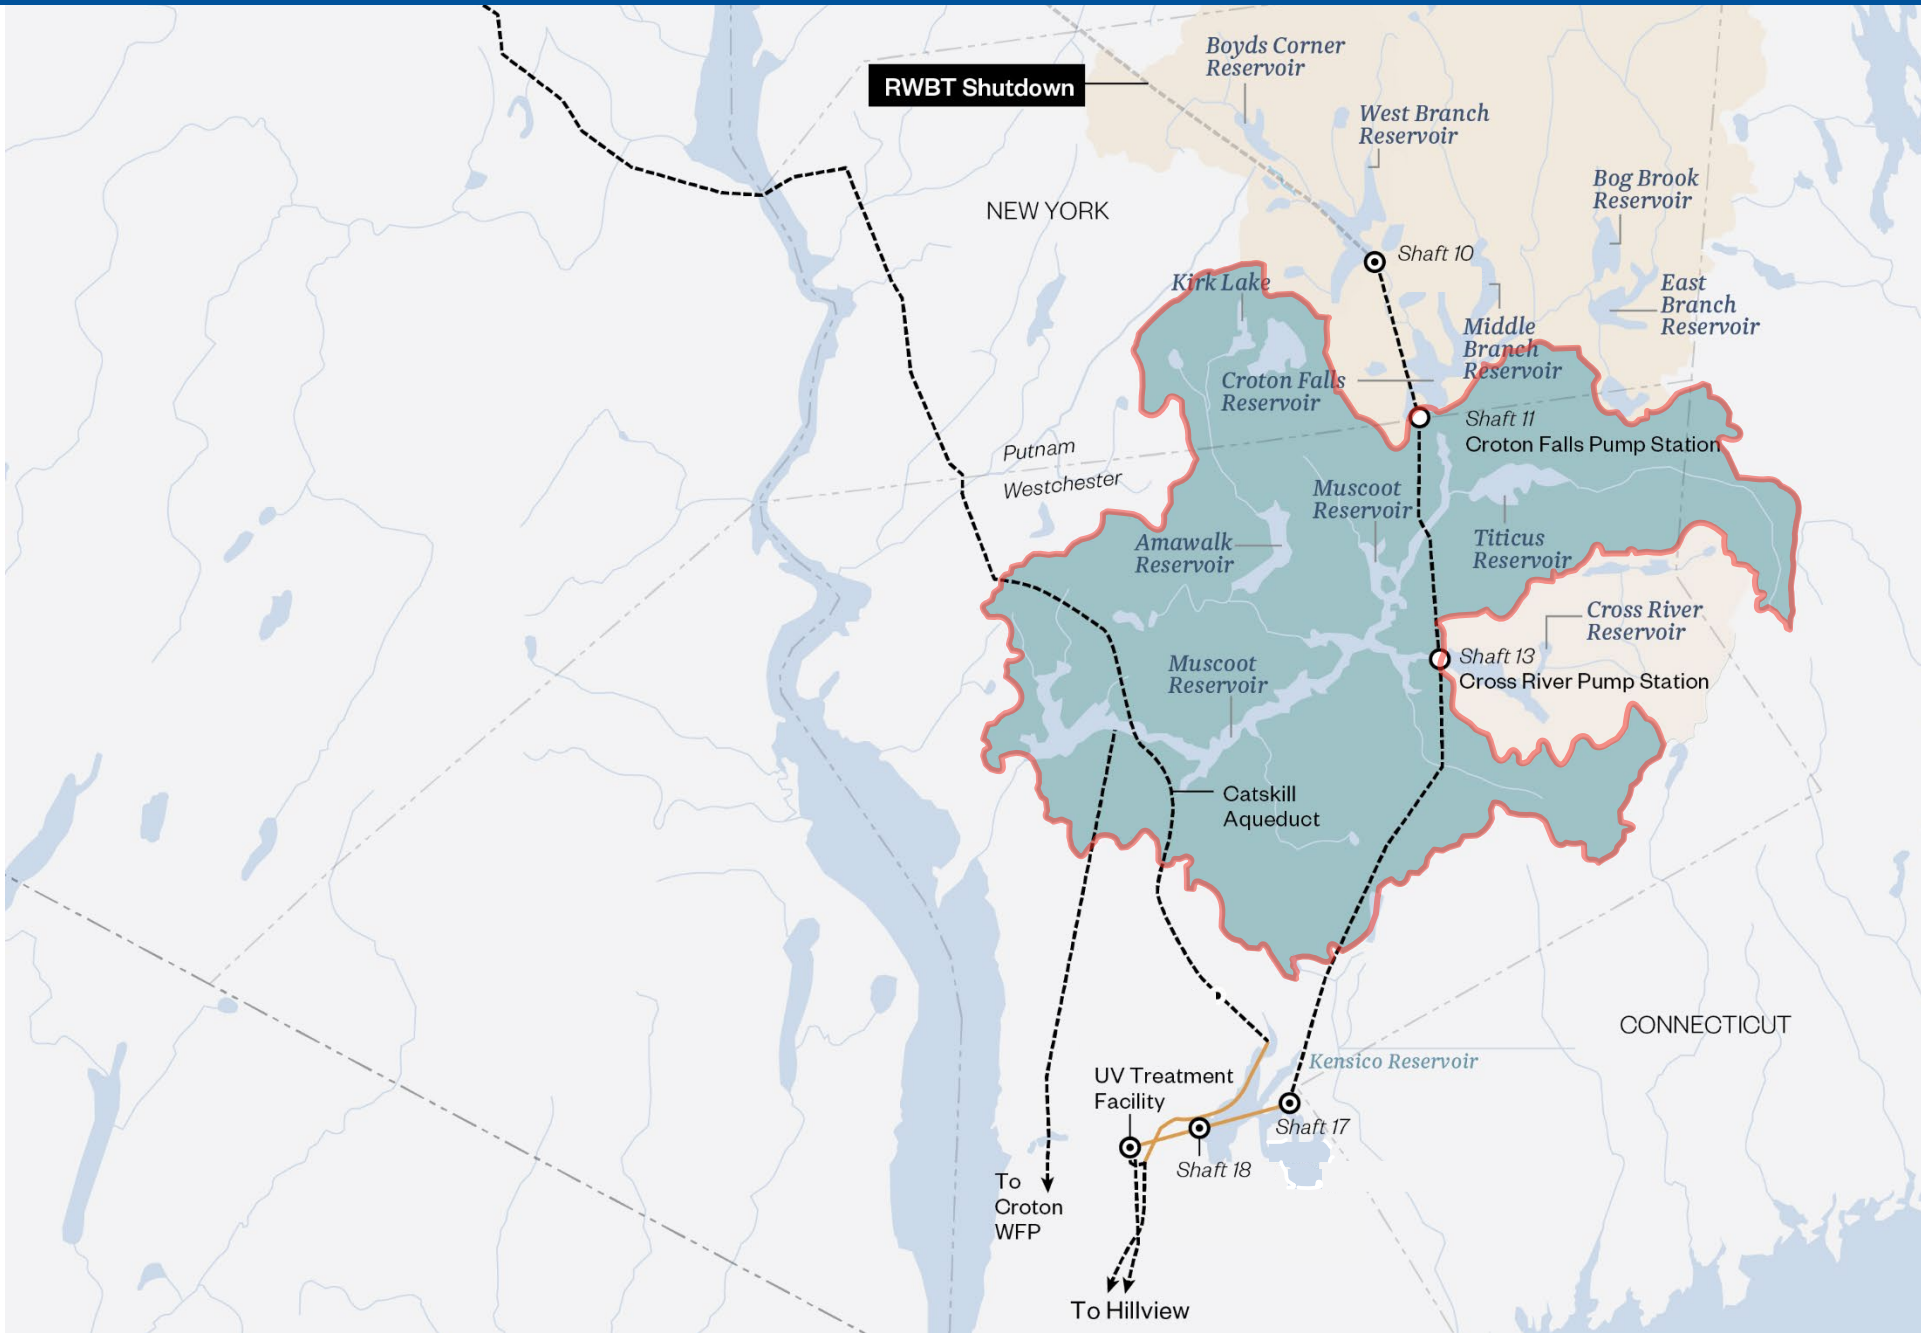 Boyds Corner
Reservoir
RWBT Shutdown
West Branch
Reservoir
Bog Brook
Reservoir
NEW YORK
Shaft 10
Kirk Lake
East
Branch
Reservoir
Middle
Branch
Reservoir
Croton Falls
Reservoir
Shaft 11
Croton Falls Pump Station
Putnam
Westchester
Muscoot
Reservoir
Amawalk
Reservoir
Titicus
Reservoir
Cross River
Reservoir
Shaft 13
Cross River Pump Station
Muscoot
Reservoir
Catskill
Aqueduct
CONNECTICUT
Kensico Reservoir
UV Treatment
Facility
Shaft 17
Shaft 18
To
Croton
WFP
To Hillview